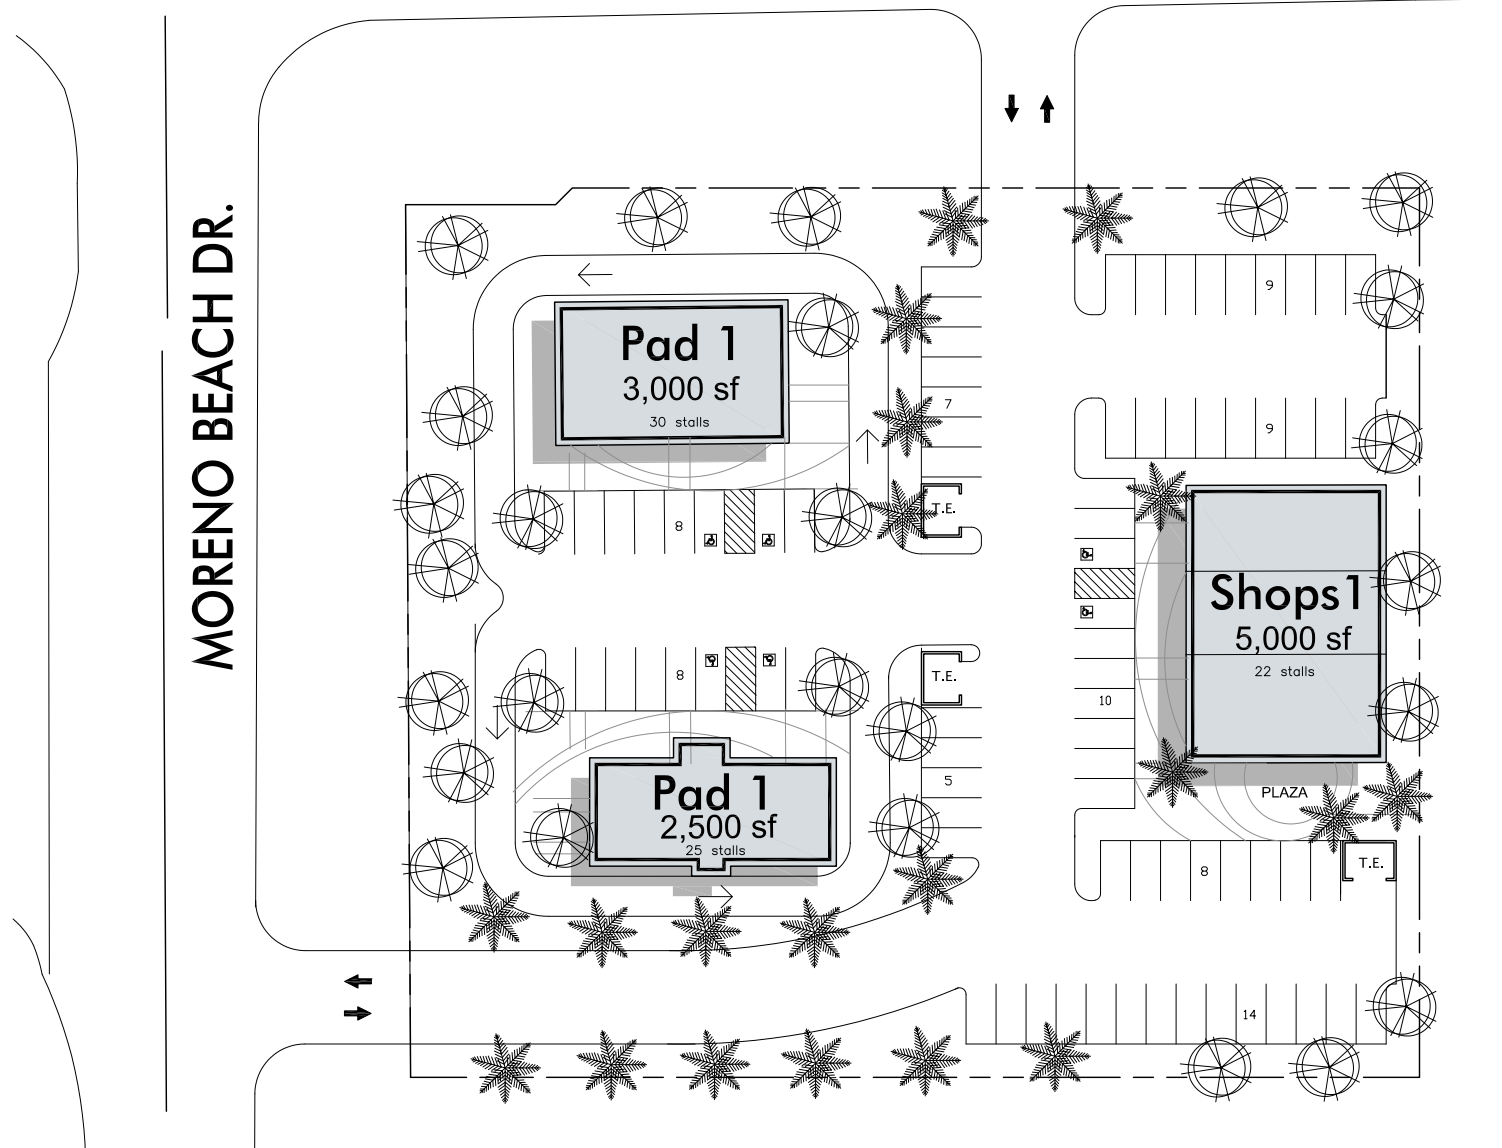 MORENO BEACH DR.
9
Pad 1
3,000 sf
30 stalls
7
9
T.E.
8
Shops1
5,000 sf
22 stalls
T.E.
8
10
5
Pad 1
2,500 sf
25 stalls
PLAZA
T.E.
8
14